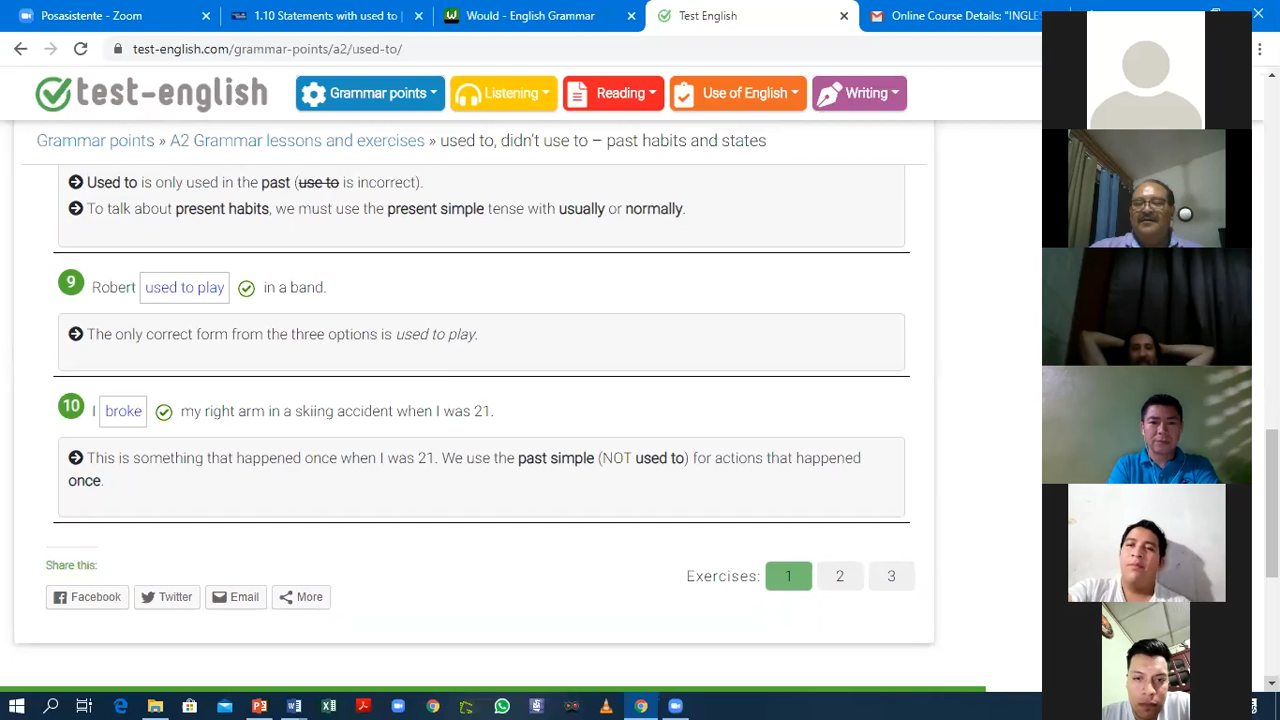 Posasistente - Zoom
1.10 Statements with used to
Would - English Grammar
Test English
Online Course Details: "INGLES
test-english.com/grammar-points/a2/used-to/
test-english
Grammar points
Listening
Reading
Use of English
Writing
Grammar points » A2 Grammar lessons and exercises » used to, didn't use to – past habits and states
Used to is only used in the past (use to is incorrect).
To talk about present habits, we must use the present simple tense with usually or normally.
9 Robert used to play in a band.
The only correct form from the three options is used to play.
10 I broke my right arm in a skiing accident when I was 21.
This is something that happened once when I was 21. We use the past simple (NOT used to) for actions that happened
once.
Share this:
Facebook Twitter Email More
Exercises: 1 2 3